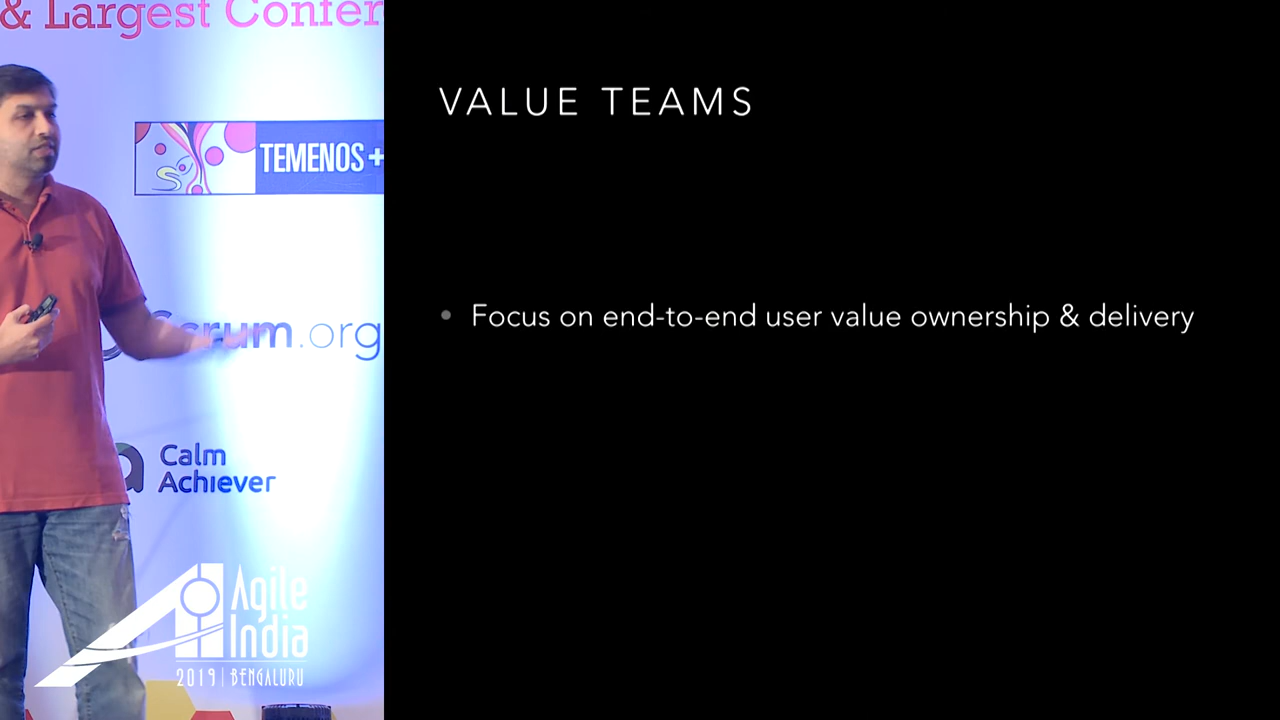 & Largest Confer
TEMENOS +
Scrum.org
Calm
Achiever
Agile
India
2019 | BENGALURU
VALUE TEAMS
• Focus on end-to-end user value ownership & delivery